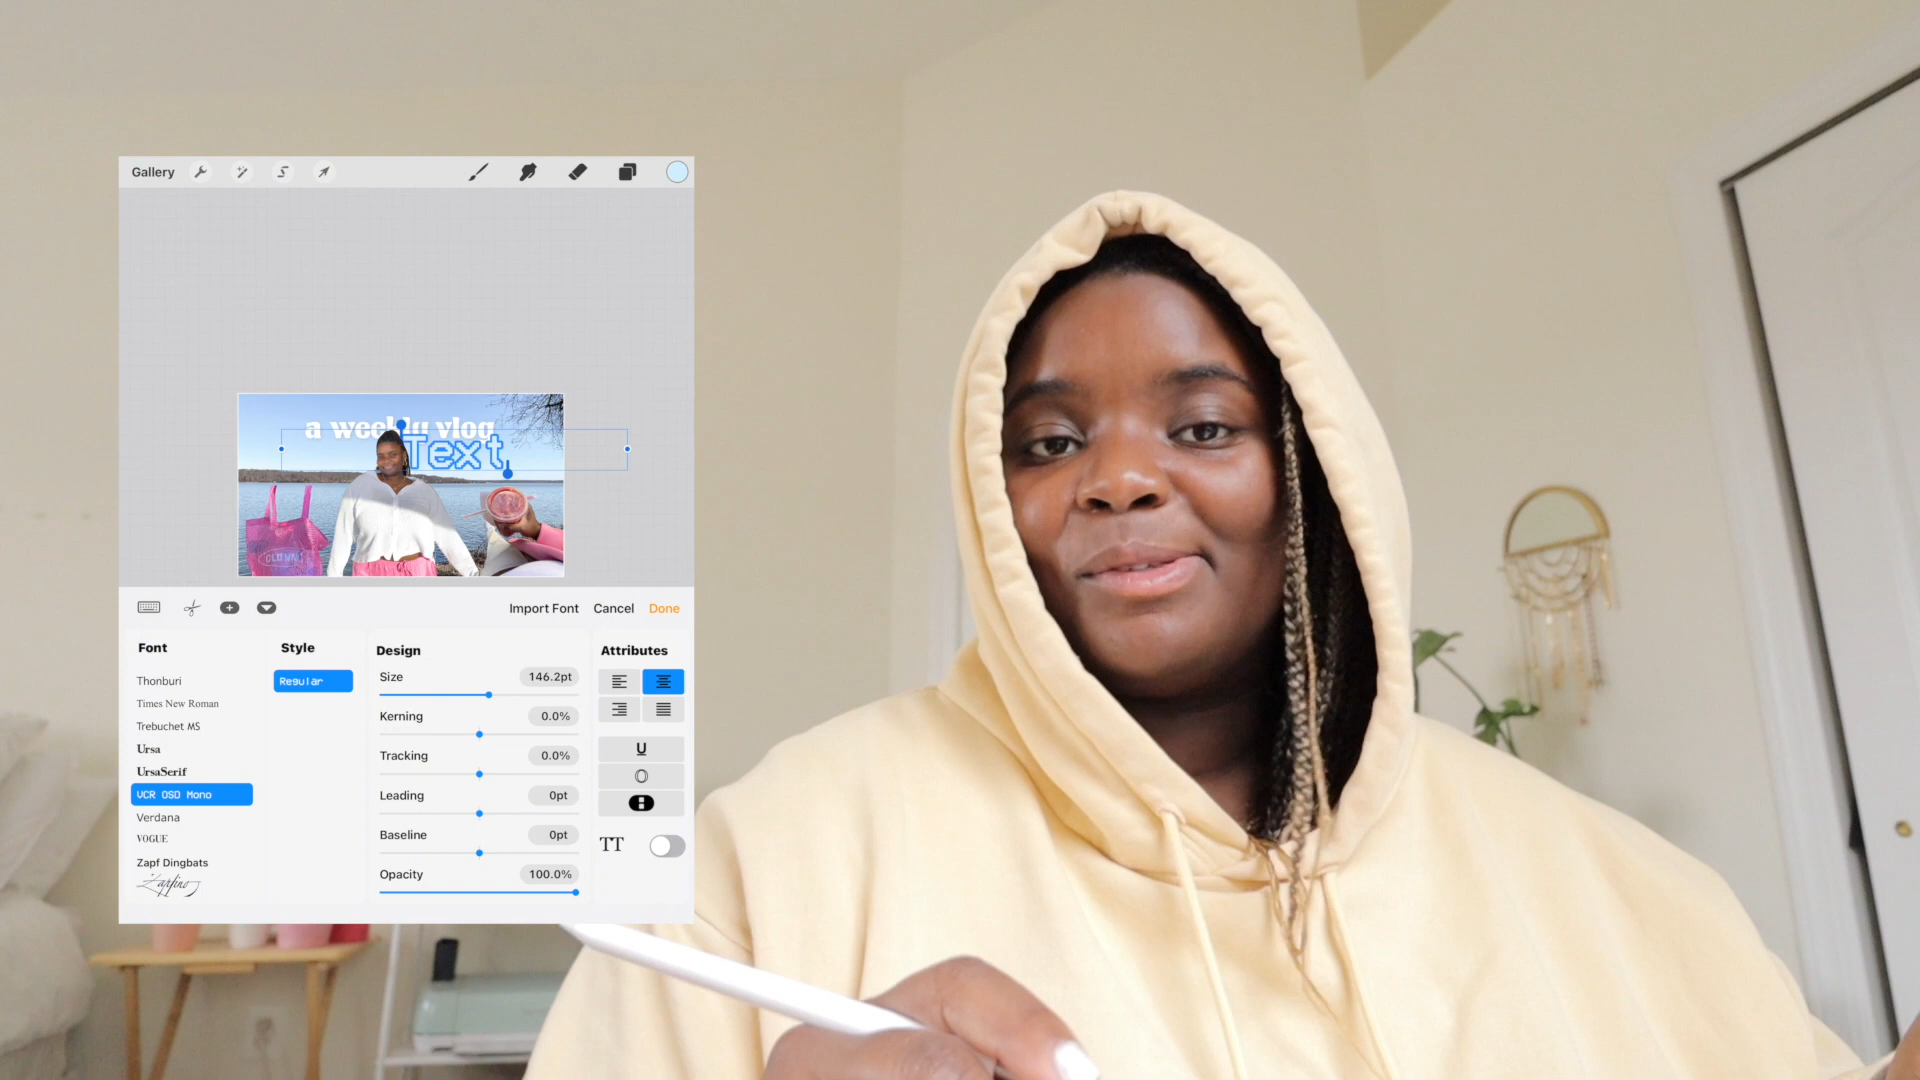 Gallery
a weekly vlog
Text
Import Font Cancel Done
Font
Thonburi
Times New Roman
Trebuchet MS
Ursa
UrsaSerif
VCR OSD Mono
Verdana
VOGUE
Zapf Dingbats
Zapfino
Style
Regular
Design
Size 146.2pt
Kerning 0.0%
Tracking 0.0%
Leading 0pt
Baseline 0pt
Opacity 100.0%
Attributes
U
O
TT